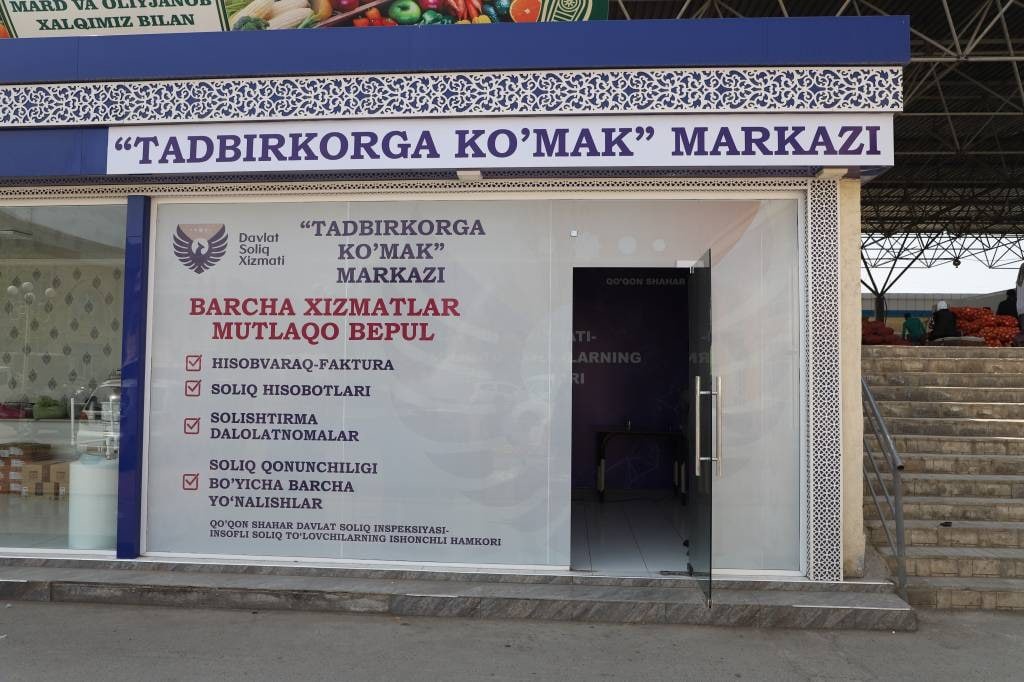 MARD VA OLIYJANOB
XALQIMIZ BILAN
“TADBIRKORGA KO’MAK” MARKAZI
Davlat
Soliq
Xizmati
“TADBIRKORGA
KO’MAK”
MARKAZI
BARCHA XIZMATLAR
MUTLAQO BEPUL
HISOBVARAQ-FAKTURA
SOLIQ HISOBOTLARI
SOLISHTIRMA
DALOLATNOMALAR
SOLIQ QONUNCHILIGI
BO’YICHA BARCHA
YO‘NALISHLAR
QO’QON SHAHAR DAVLAT SOLIQ INSPEKSIYASI-
INSOFLI SOLIQ TO‘LOVCHILARNING ISHONCHLI HAMKORI
QO’QON SHAHAR